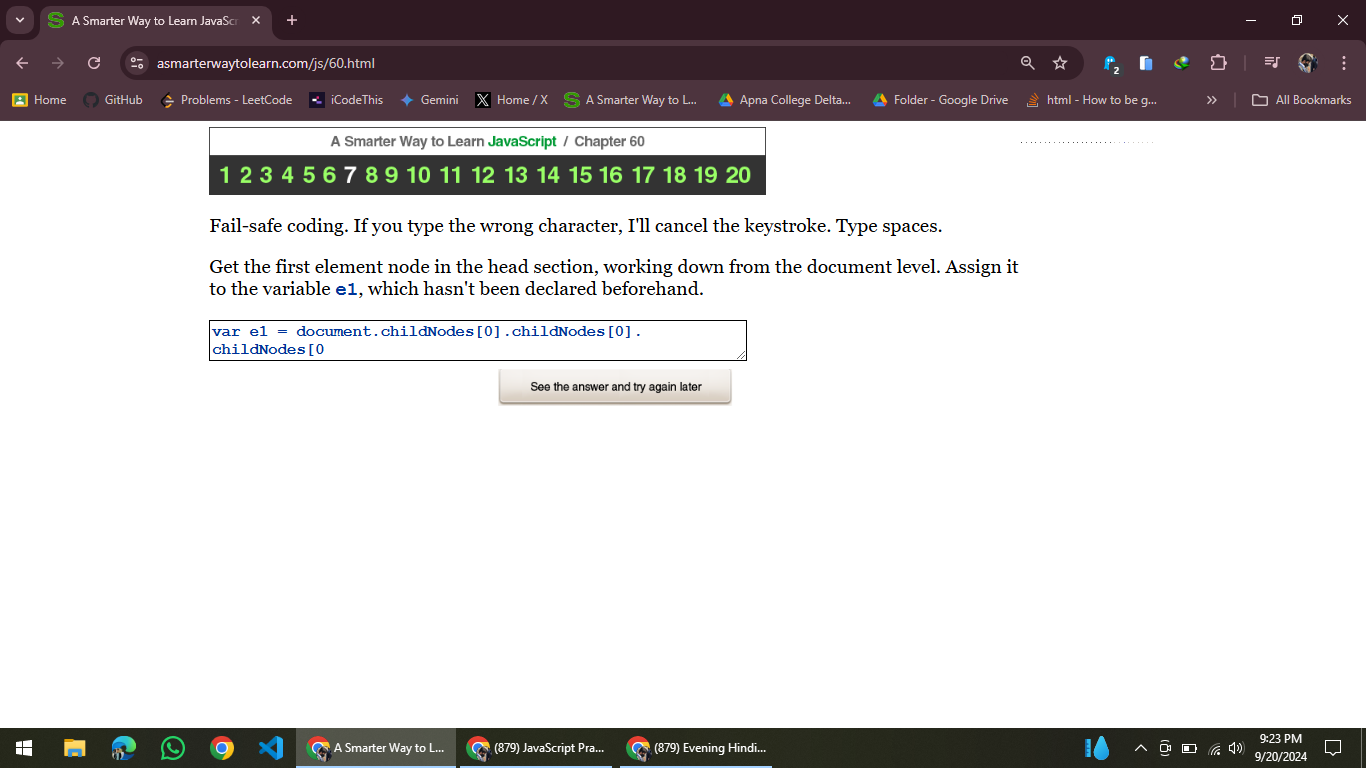 A Smarter Way to Learn JavaSc
asmarterwaytolearn.com/js/60.html
2
Home GitHub Problems - LeetCode iCodeThis Gemini Home / X A Smarter Way to L... Apna College Delta... Folder - Google Drive html - How to be g... » All Bookmarks
A Smarter Way to Learn JavaScript / Chapter 60
1 2 3 4 5 6 7 8 9 10 11 12 13 14 15 16 17 18 19 20
Fail-safe coding. If you type the wrong character, I'll cancel the keystroke. Type spaces.
Get the first element node in the head section, working down from the document level. Assign it
to the variable e1, which hasn't been declared beforehand.
var e1 = document.childNodes[0].childNodes[0].
childNodes[0
See the answer and try again later
A Smarter Way to L... (879) JavaScript Pra... (879) Evening Hindi...
9:23 PM
9/20/2024